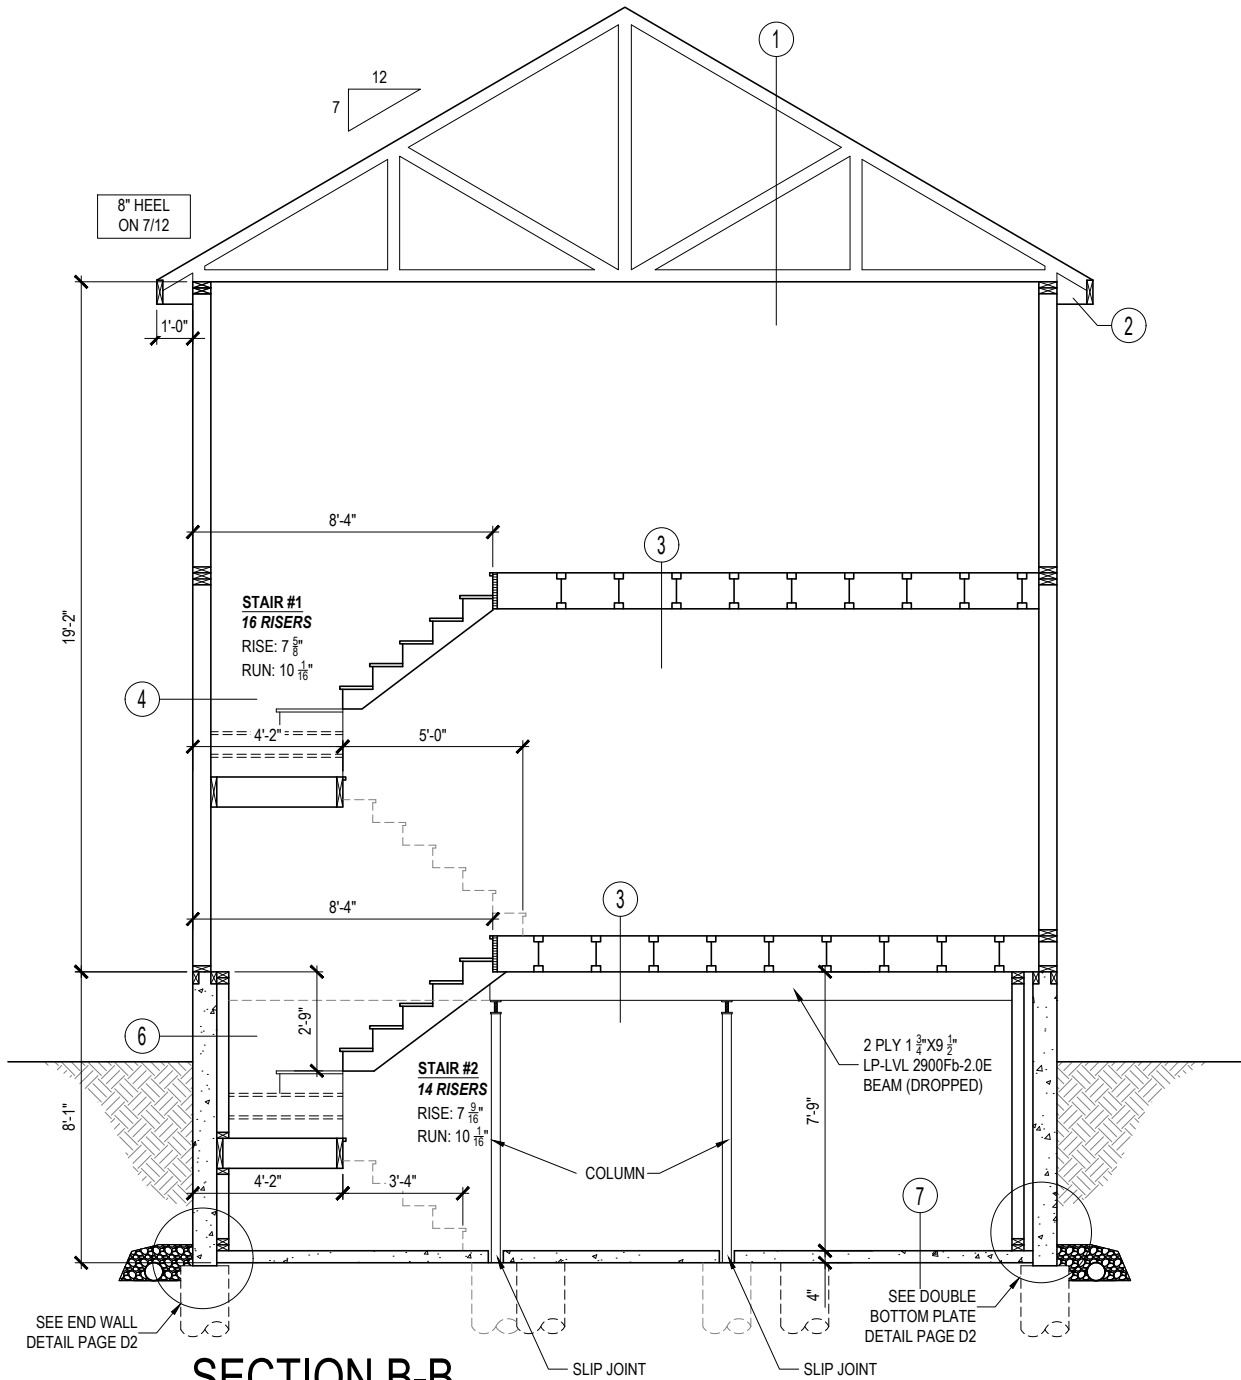 1
12
7
8" HEEL
ON 7/12
1'-0"
2
8'-4"
3
STAIR #1
16 RISERS
RISE: 7 5/8"
RUN: 10 1/16"
19'-2"
4
4'-2"
5'-0"
8'-4"
3
6
2'-9"
STAIR #2
14 RISERS
RISE: 7 9/16"
RUN: 10 1/16"
2 PLY 1 3/4"X9 1/2"
LP-LVL 2900Fb-2.0E
BEAM (DROPPED)
8'-1"
7'-9"
COLUMN
4'-2"
3'-4"
7
4"
SEE END WALL
DETAIL PAGE D2
SEE DOUBLE
BOTTOM PLATE
DETAIL PAGE D2
SECTION B-B
SLIP JOINT
SLIP JOINT